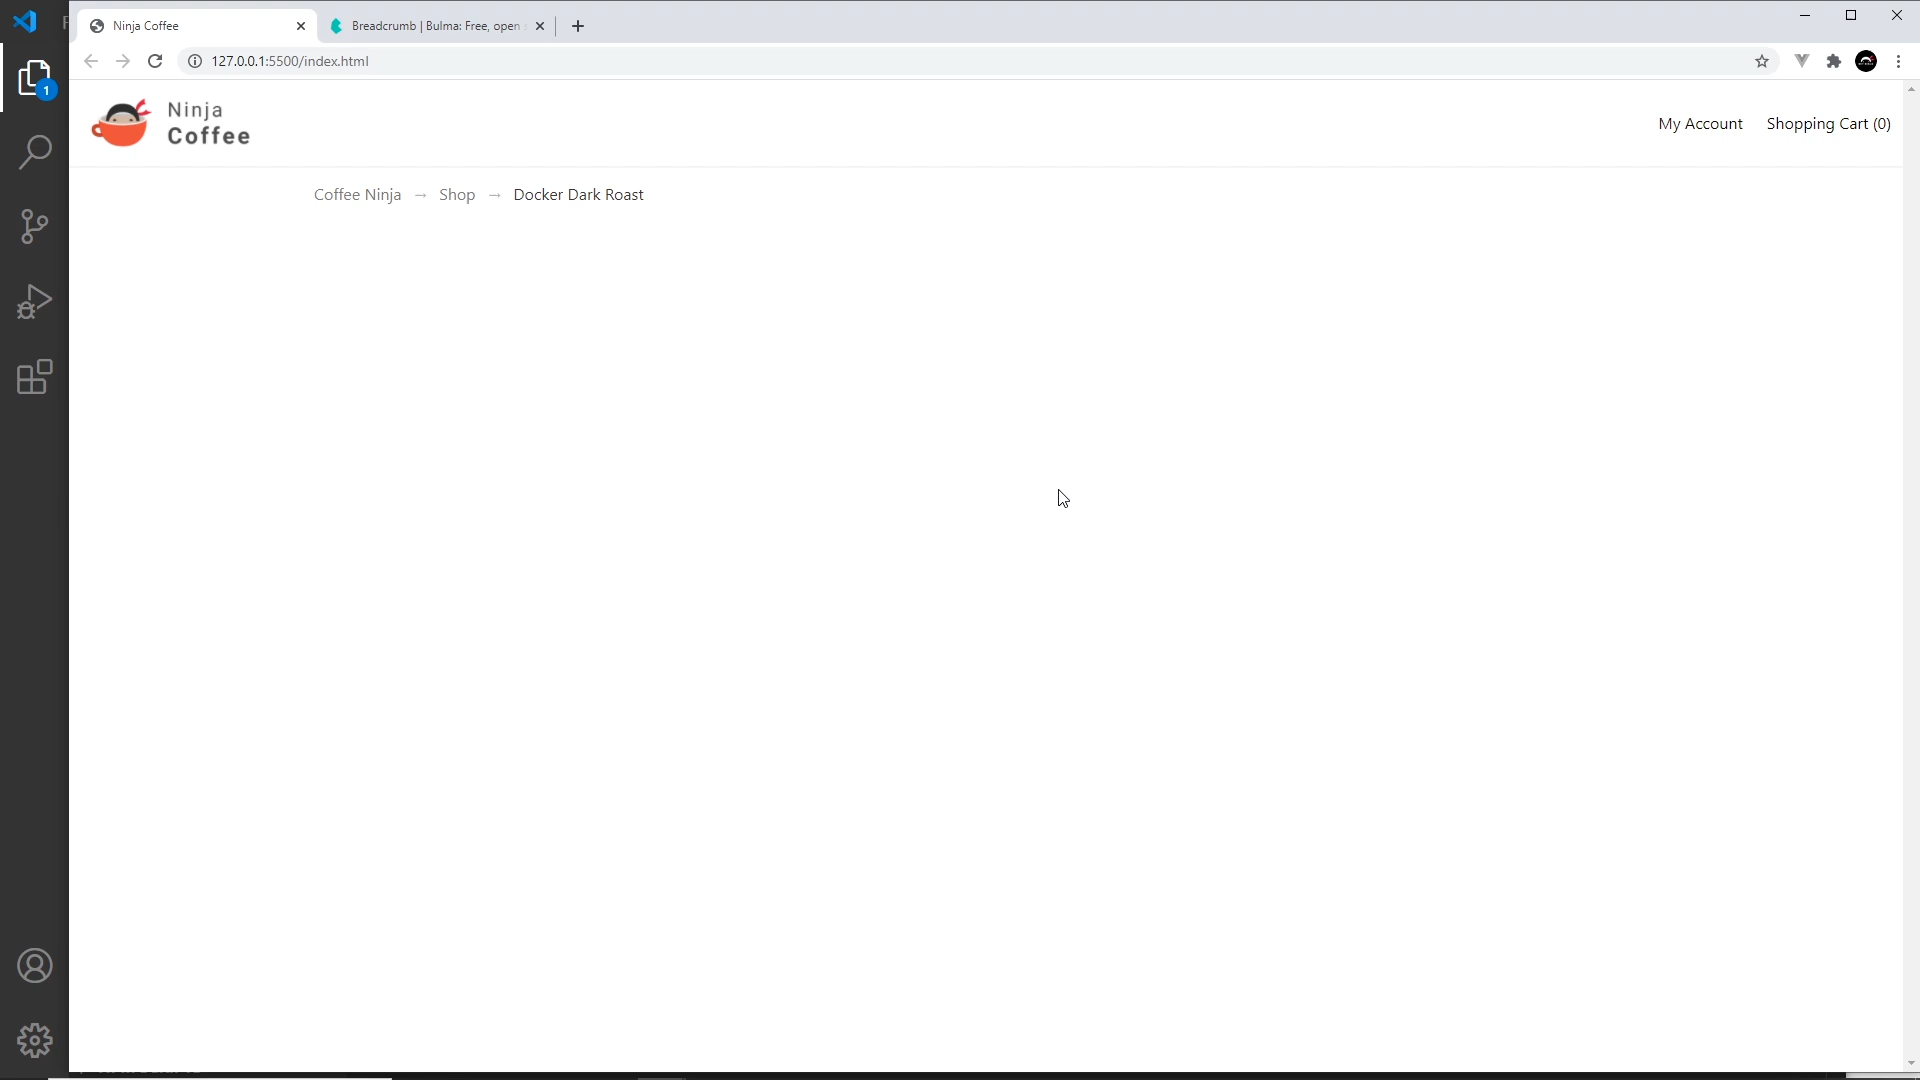 Ninja Coffee
Breadcrumb | Bulma: Free, open
127.0.0.1:5500/index.html
1
Ninja
Coffee
My Account
Shopping Cart (0)
Coffee Ninja → Shop → Docker Dark Roast